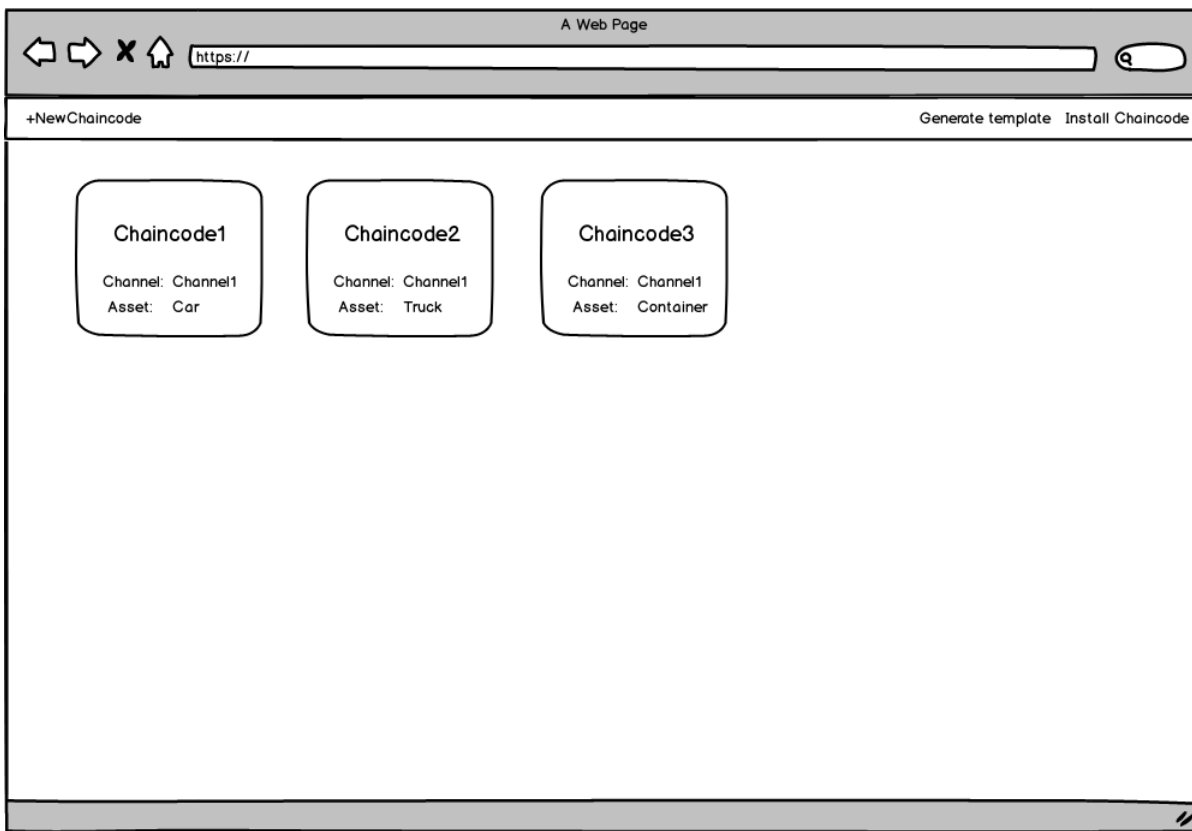 A Web Page
https://
+NewChaincode Generate template Install Chaincode
Chaincode1
Channel: Channel1
Asset: Car
Chaincode2
Channel: Channel1
Asset: Truck
Chaincode3
Channel: Channel1
Asset: Container